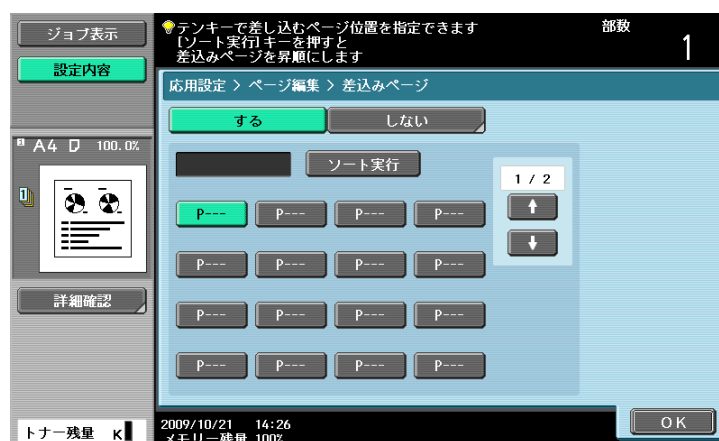 ジョブ表示
設定内容
テンキーで差し込むページ位置を指定できます
[ソート実行]キーを押すと
差込みページを昇順にします
部数
1
応用設定 > ページ編集 > 差込みページ
する しない
A4 100.0%
ソート実行
1 / 2
P--- P--- P--- P---
P--- P--- P--- P---
P--- P--- P--- P---
P--- P--- P--- P---
詳細確認
トナー残量 K
2009/10/21 14:26
メモリー残量 100%
OK